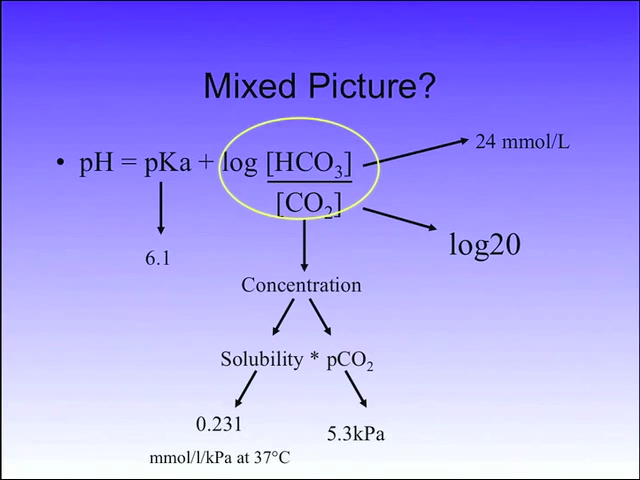 Mixed Picture?
• pH = pKa + log [HCO₃]
[CO₂]
24 mmol/L
log20
6.1
Concentration
Solubility * pCO₂
0.231
5.3kPa
mmol/l/kPa at 37°C